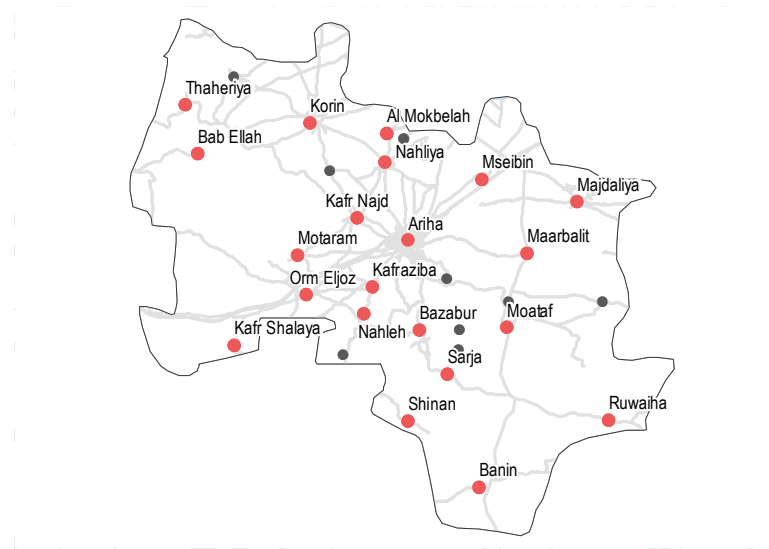 Thaheriya
Korin
Al Mokbelah
Bab Ellah
Nahliya
Mseibin
Majdaliya
Kafr Najd
Ariha
Motaram
Maarbalit
Orm Eljoz
Kafraziba
Bazabur
Moataf
Kafr Shalaya
Nahleh
Sarja
Shinan
Ruwaiha
Banin